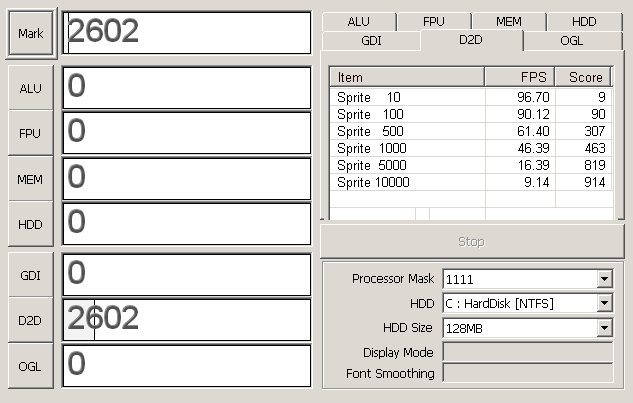 Mark 2602
ALU 0
FPU 0
MEM 0
HDD 0
GDI 0
D2D 2602
OGL 0
ALU FPU MEM HDD
GDI D2D OGL
Item FPS Score
Sprite 10 96.70 9
Sprite 100 90.12 90
Sprite 500 61.40 307
Sprite 1000 46.39 463
Sprite 5000 16.39 819
Sprite 10000 9.14 914
Stop
Processor Mask 1111
HDD C : HardDisk [NTFS]
HDD Size 128MB
Display Mode
Font Smoothing